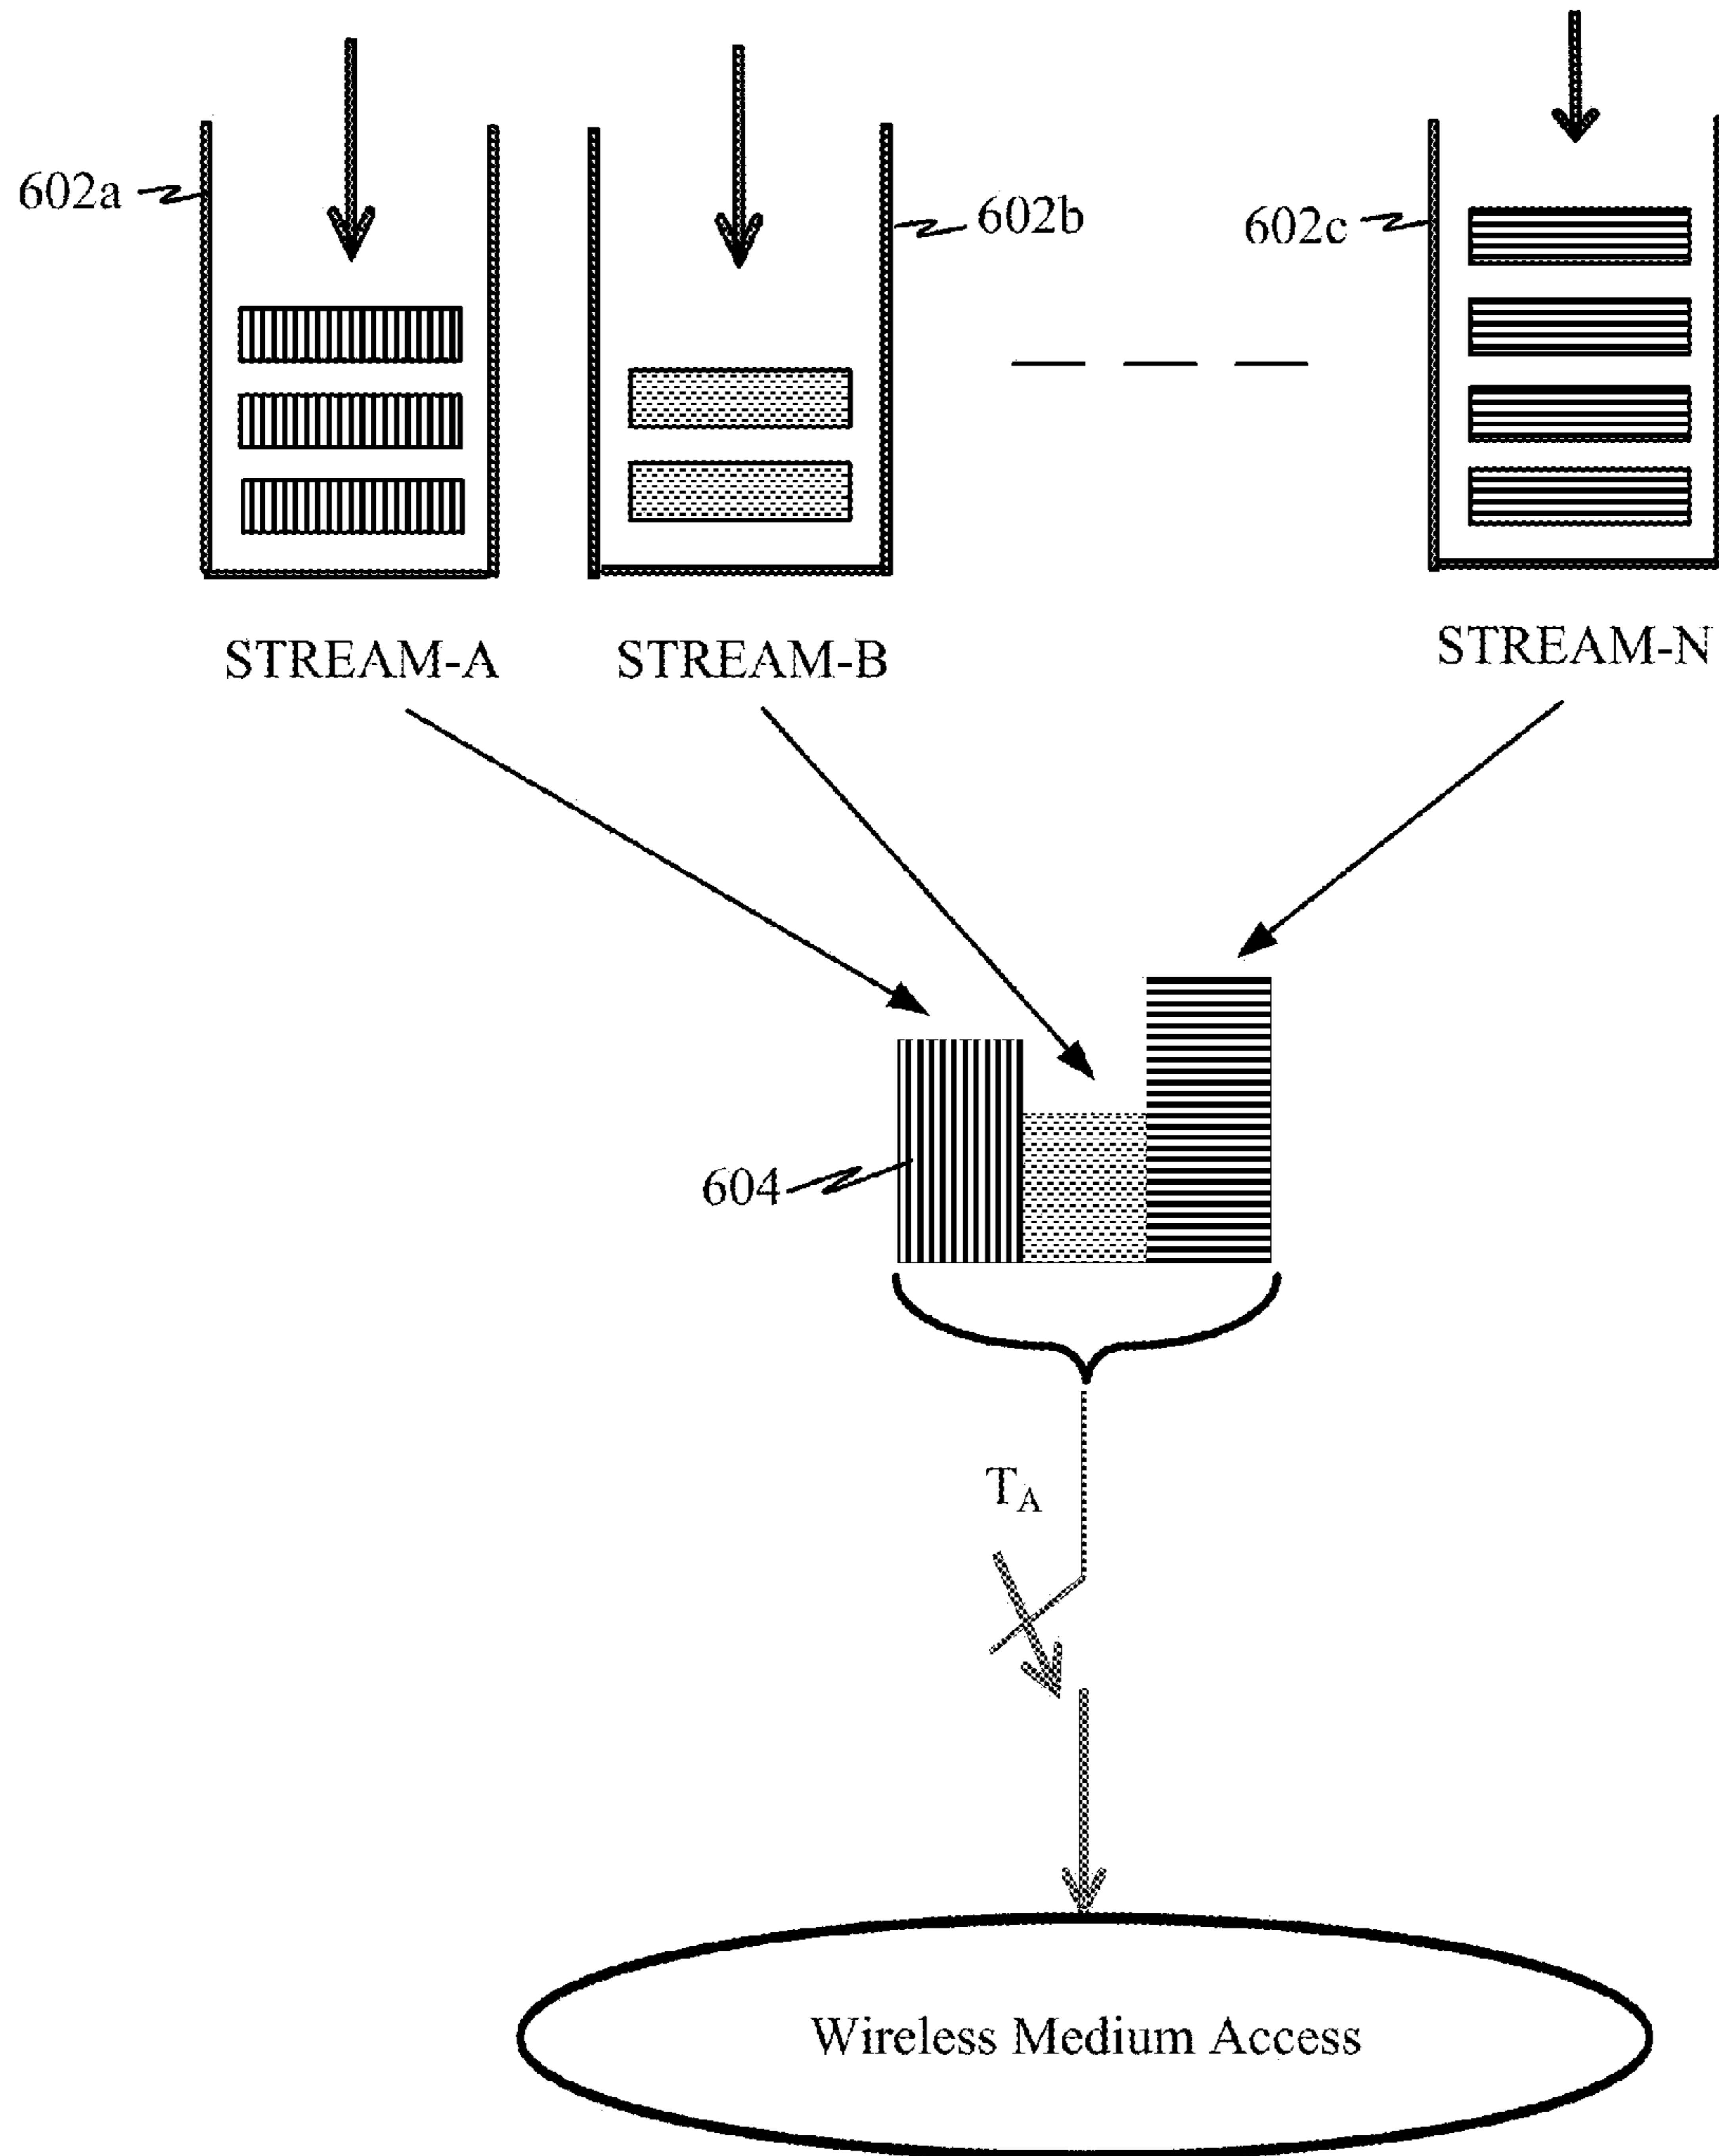 602a
602b
602c
STREAM-A
STREAM-B
STREAM-N
604
TA
Wireless Medium Access